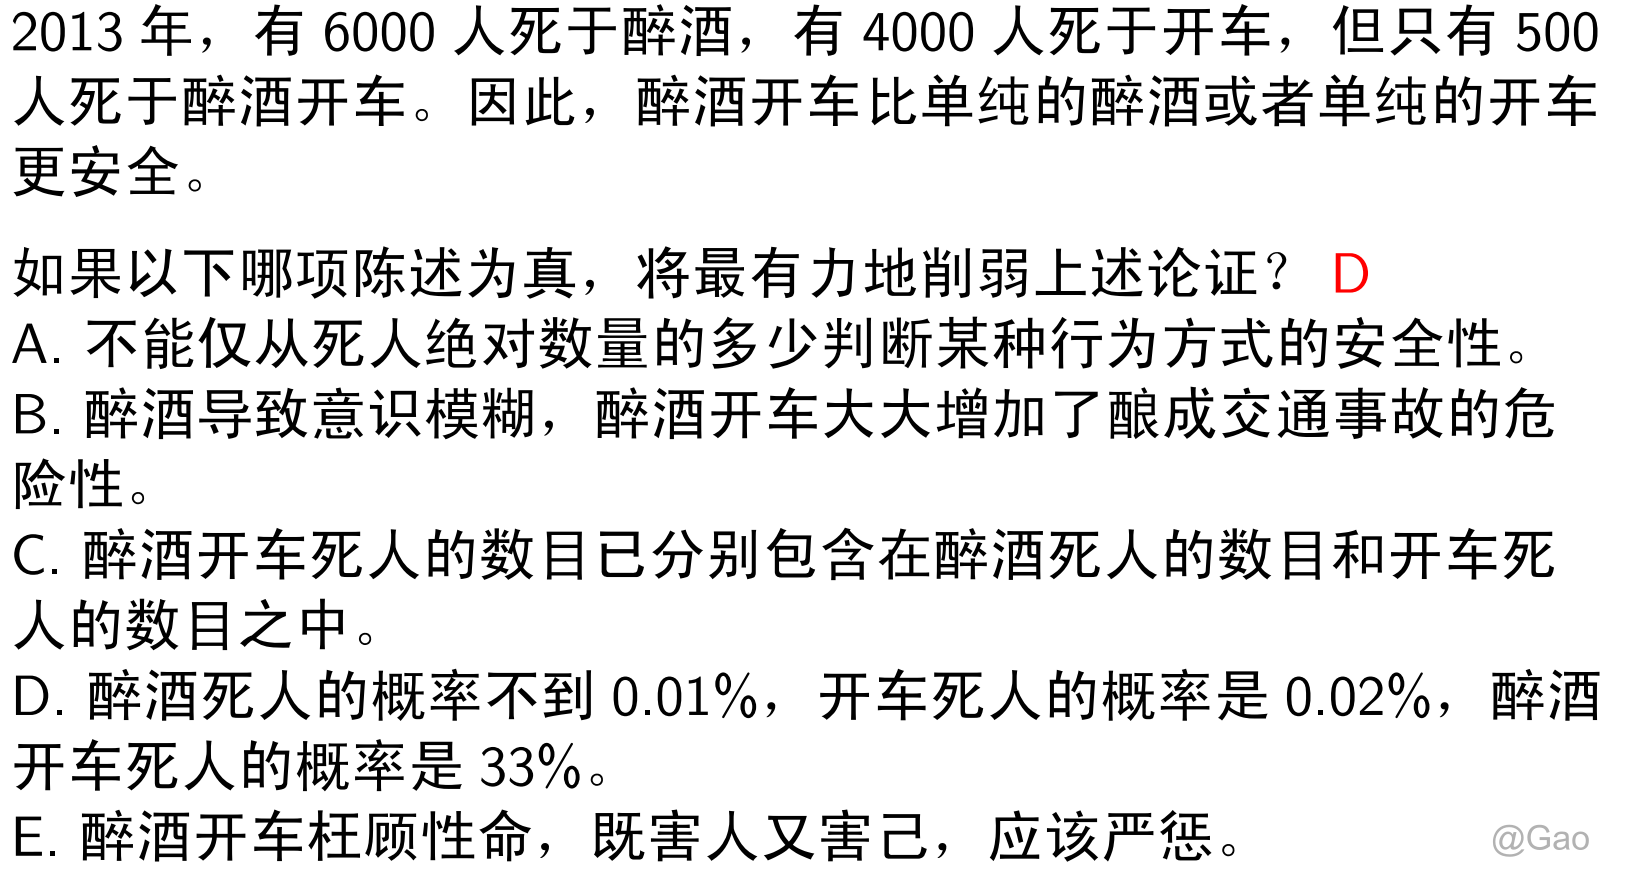 2013 年，有 6000 人死于醉酒，有 4000 人死于开车，但只有 500
人死于醉酒开车。因此，醉酒开车比单纯的醉酒或者单纯的开车
更安全。
如果以下哪项陈述为真，将最有力地削弱上述论证？ D
A. 不能仅从死人绝对数量的多少判断某种行为方式的安全性。
B. 醉酒导致意识模糊，醉酒开车大大增加了酿成交通事故的危
险性。
C. 醉酒开车死人的数目已分别包含在醉酒死人的数目和开车死
人的数目之中。
D. 醉酒死人的概率不到 0.01%，开车死人的概率是 0.02%，醉酒
开车死人的概率是 33%。
E. 醉酒开车枉顾性命，既害人又害己，应该严惩。
@Gao